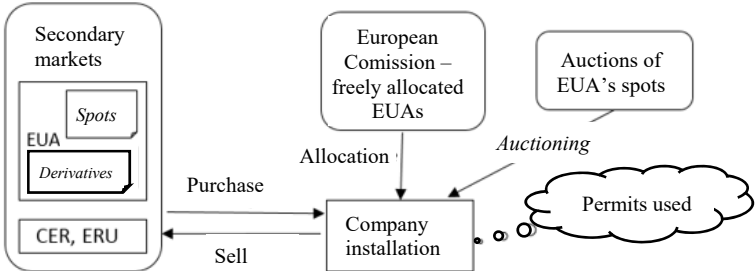 Secondary
markets
Spots
EUA
Derivatives
CER, ERU
European
Comission –
freely allocated
EUAs
Auctions of
EUA’s spots
Allocation
Auctioning
Purchase
Sell
Company
installation
Permits used